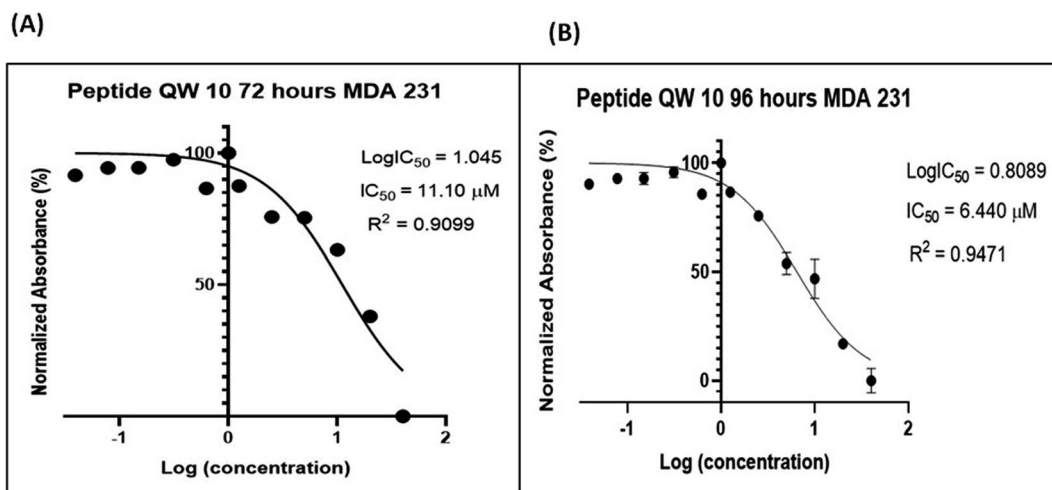 (A)
Peptide QW 10 72 hours MDA 231
Normalized Absorbance (%)
100
50
LogIC50 = 1.045
IC50 = 11.10 μM
R2 = 0.9099
-1 0 1 2
Log (concentration)
(B)
Peptide QW 10 96 hours MDA 231
Normalized Absorbance (%)
100
50
0
LogIC50 = 0.8089
IC50 = 6.440 μM
R2 = 0.9471
-1 0 1 2
Log (concentration)